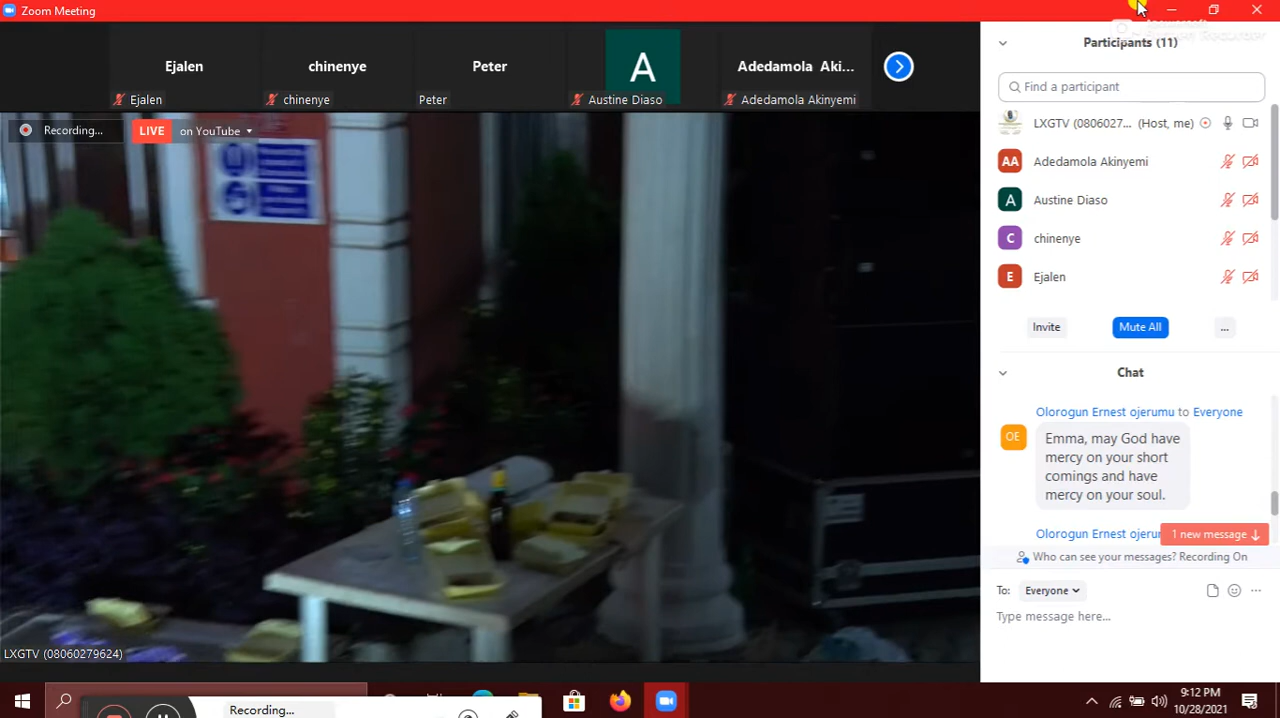 Zoom Meeting
Ejalen
chinenye
Peter
A
Adedamola Aki...
Ejalen
chinenye
Peter
Austine Diaso
Adedamola Akinyemi
Recording...
LIVE
on YouTube
LXGTV (08060279624)
Participants (11)
Find a participant
LXGTV (0806027... (Host, me)
AA
Adedamola Akinyemi
A
Austine Diaso
C
chinenye
E
Ejalen
Invite
Mute All
...
Chat
Olorogun Ernest ojerumu to Everyone
OE
Emma, may God have
mercy on your short
comings and have
mercy on your soul.
Olorogun Ernest ojeru
1 new message
Who can see your messages? Recording On
To:
Everyone
Type message here...
Recording...
9:12 PM
10/28/2021